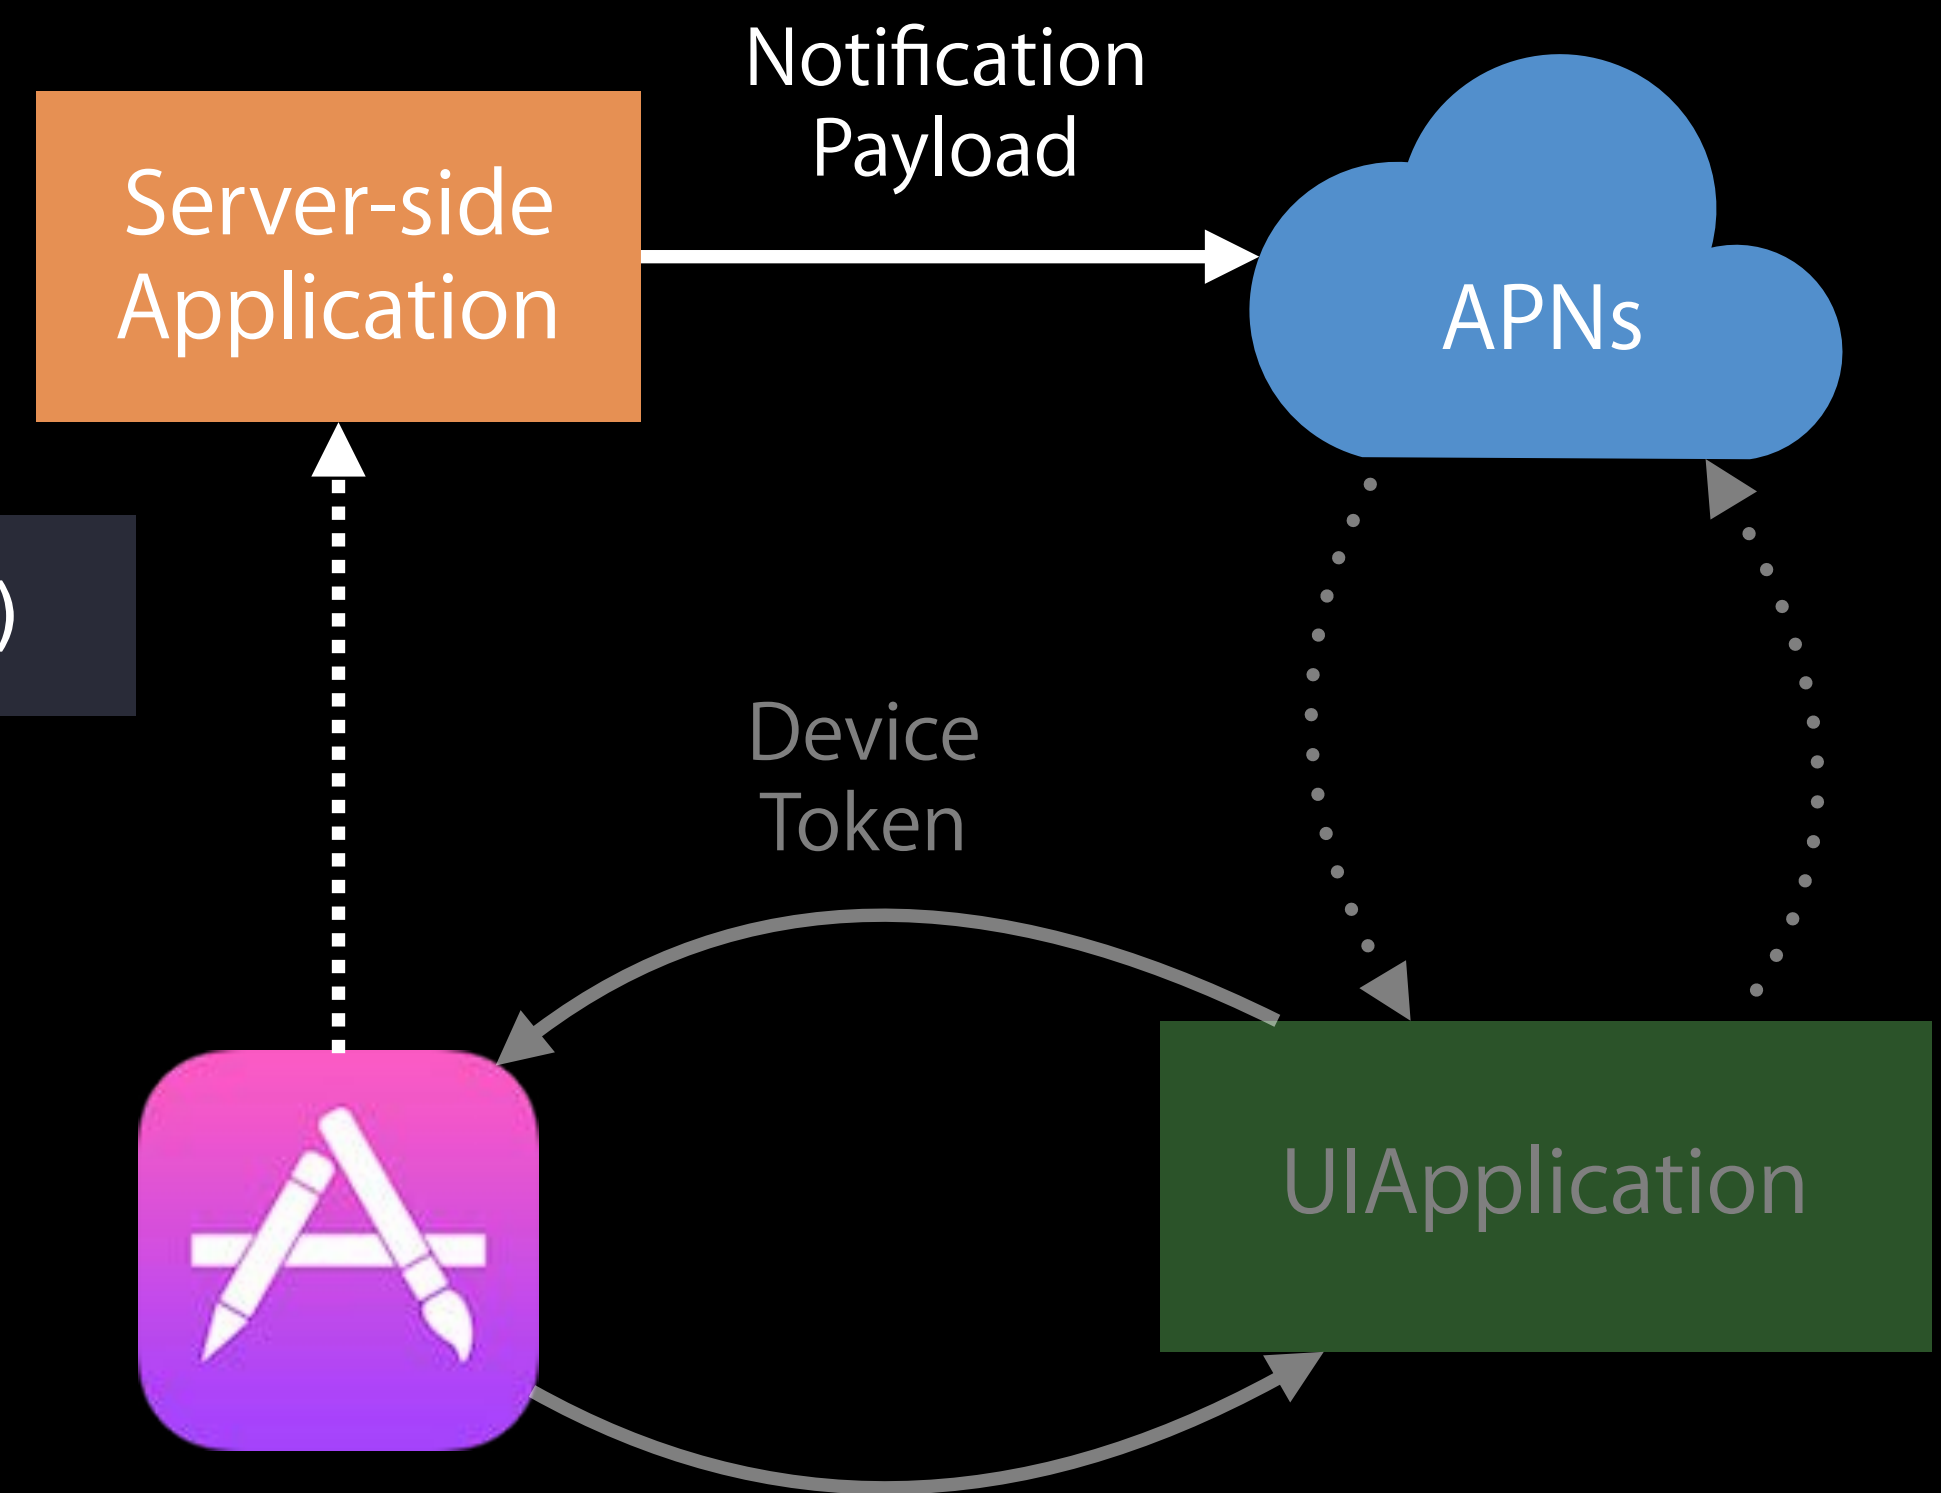 Notification
Payload
Server-side
Application
APNs
)
Device
Token
UIApplication